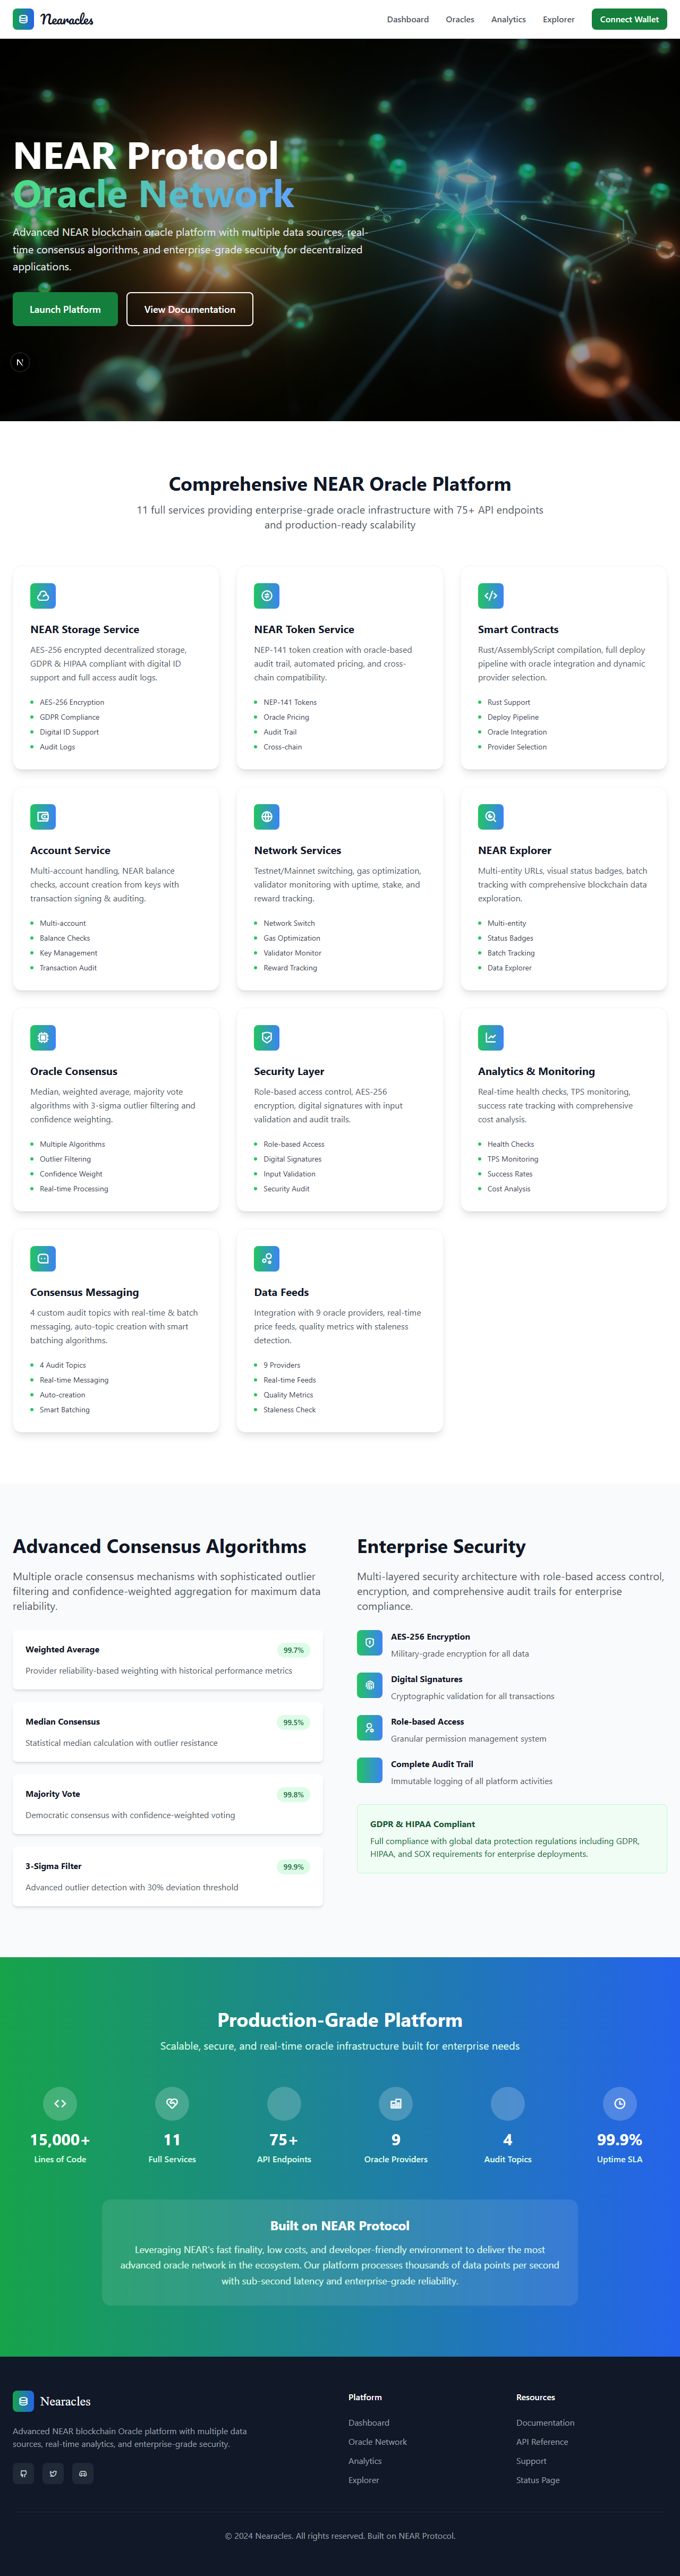 Nearacles
Dashboard
Oracles
Analytics
Explorer
Connect Wallet
NEAR Protocol
Oracle Network
Advanced NEAR blockchain oracle platform with multiple data sources, real-
time consensus algorithms, and enterprise-grade security for decentralized
applications.
Launch Platform
View Documentation
N
Comprehensive NEAR Oracle Platform
11 full services providing enterprise-grade oracle infrastructure with 75+ API endpoints
and production-ready scalability
NEAR Storage Service
AES-256 encrypted decentralized storage,
GDPR & HIPAA compliant with digital ID
support and full access audit logs.
AES-256 Encryption
GDPR Compliance
Digital ID Support
Audit Logs
NEAR Token Service
NEP-141 token creation with oracle-based
audit trail, automated pricing, and cross-
chain compatibility.
NEP-141 Tokens
Oracle Pricing
Audit Trail
Cross-chain
Smart Contracts
Rust/AssemblyScript compilation, full deploy
pipeline with oracle integration and dynamic
provider selection.
Rust Support
Deploy Pipeline
Oracle Integration
Provider Selection
Account Service
Multi-account handling, NEAR balance
checks, account creation from keys with
transaction signing & auditing.
Multi-account
Balance Checks
Key Management
Transaction Audit
Network Services
Testnet/Mainnet switching, gas optimization,
validator monitoring with uptime, stake, and
reward tracking.
Network Switch
Gas Optimization
Validator Monitor
Reward Tracking
NEAR Explorer
Multi-entity URLs, visual status badges, batch
tracking with comprehensive blockchain data
exploration.
Multi-entity
Status Badges
Batch Tracking
Data Explorer
Oracle Consensus
Median, weighted average, majority vote
algorithms with 3-sigma outlier filtering and
confidence weighting.
Multiple Algorithms
Outlier Filtering
Confidence Weight
Real-time Processing
Security Layer
Role-based access control, AES-256
encryption, digital signatures with input
validation and audit trails.
Role-based Access
Digital Signatures
Input Validation
Security Audit
Analytics & Monitoring
Real-time health checks, TPS monitoring,
success rate tracking with comprehensive
cost analysis.
Health Checks
TPS Monitoring
Success Rates
Cost Analysis
Consensus Messaging
4 custom audit topics with real-time & batch
messaging, auto-topic creation with smart
batching algorithms.
4 Audit Topics
Real-time Messaging
Auto-creation
Smart Batching
Data Feeds
Integration with 9 oracle providers, real-time
price feeds, quality metrics with staleness
detection.
9 Providers
Real-time Feeds
Quality Metrics
Staleness Check
Advanced Consensus Algorithms
Multiple oracle consensus mechanisms with sophisticated outlier
filtering and confidence-weighted aggregation for maximum data
reliability.
Weighted Average
99.7%
Provider reliability-based weighting with historical performance metrics
Median Consensus
99.5%
Statistical median calculation with outlier resistance
Majority Vote
99.8%
Democratic consensus with confidence-weighted voting
3-Sigma Filter
99.9%
Advanced outlier detection with 30% deviation threshold
Enterprise Security
Multi-layered security architecture with role-based access control,
encryption, and comprehensive audit trails for enterprise
compliance.
AES-256 Encryption
Military-grade encryption for all data
Digital Signatures
Cryptographic validation for all transactions
Role-based Access
Granular permission management system
Complete Audit Trail
Immutable logging of all platform activities
GDPR & HIPAA Compliant
Full compliance with global data protection regulations including GDPR,
HIPAA, and SOX requirements for enterprise deployments.
Production-Grade Platform
Scalable, secure, and real-time oracle infrastructure built for enterprise needs
15,000+
Lines of Code
11
Full Services
75+
API Endpoints
9
Oracle Providers
4
Audit Topics
99.9%
Uptime SLA
Built on NEAR Protocol
Leveraging NEAR's fast finality, low costs, and developer-friendly environment to deliver the most
advanced oracle network in the ecosystem. Our platform processes thousands of data points per second
with sub-second latency and enterprise-grade reliability.
Nearacles
Advanced NEAR blockchain Oracle platform with multiple data
sources, real-time analytics, and enterprise-grade security.
Platform
Dashboard
Oracle Network
Analytics
Explorer
Resources
Documentation
API Reference
Support
Status Page
© 2024 Nearacles. All rights reserved. Built on NEAR Protocol.